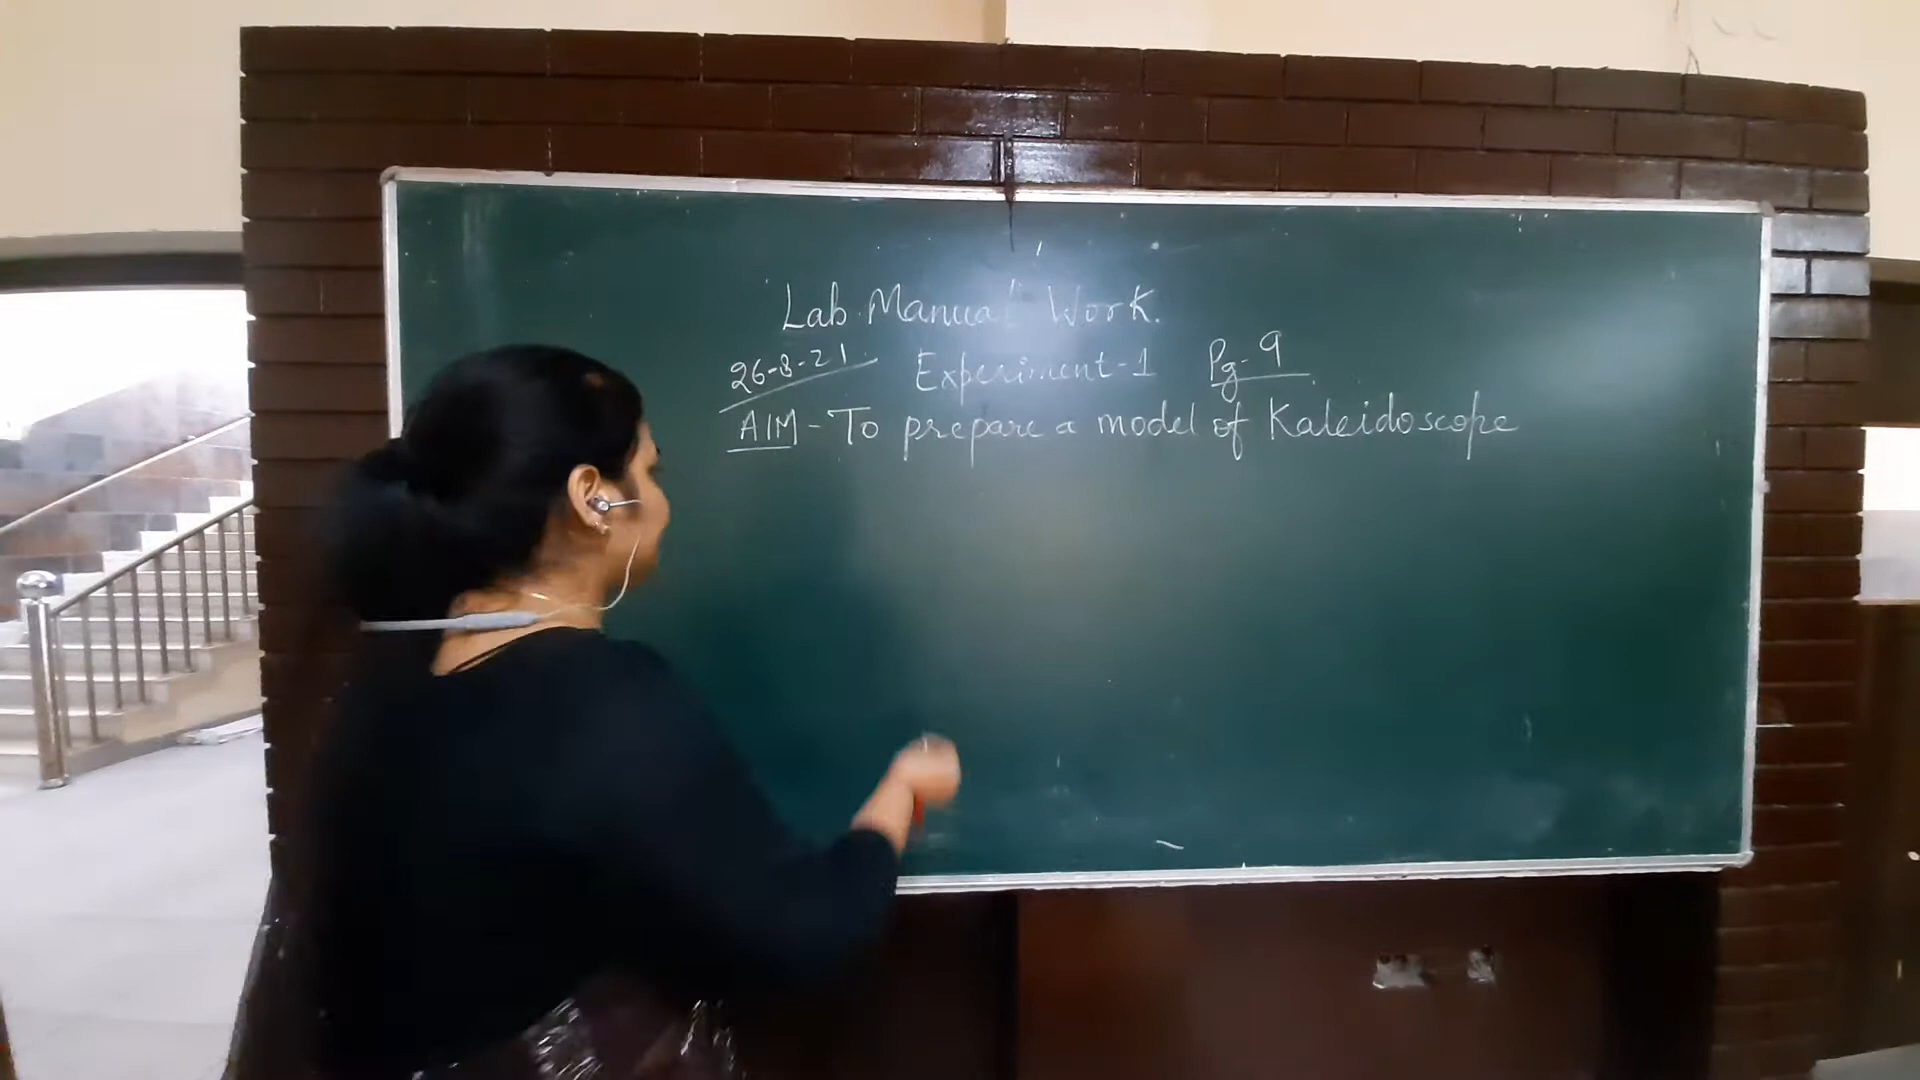 Lab Manual Work.
26-8-21. Experiment-1 Pg-9
AIM - To prepare a model of Kaleidoscope